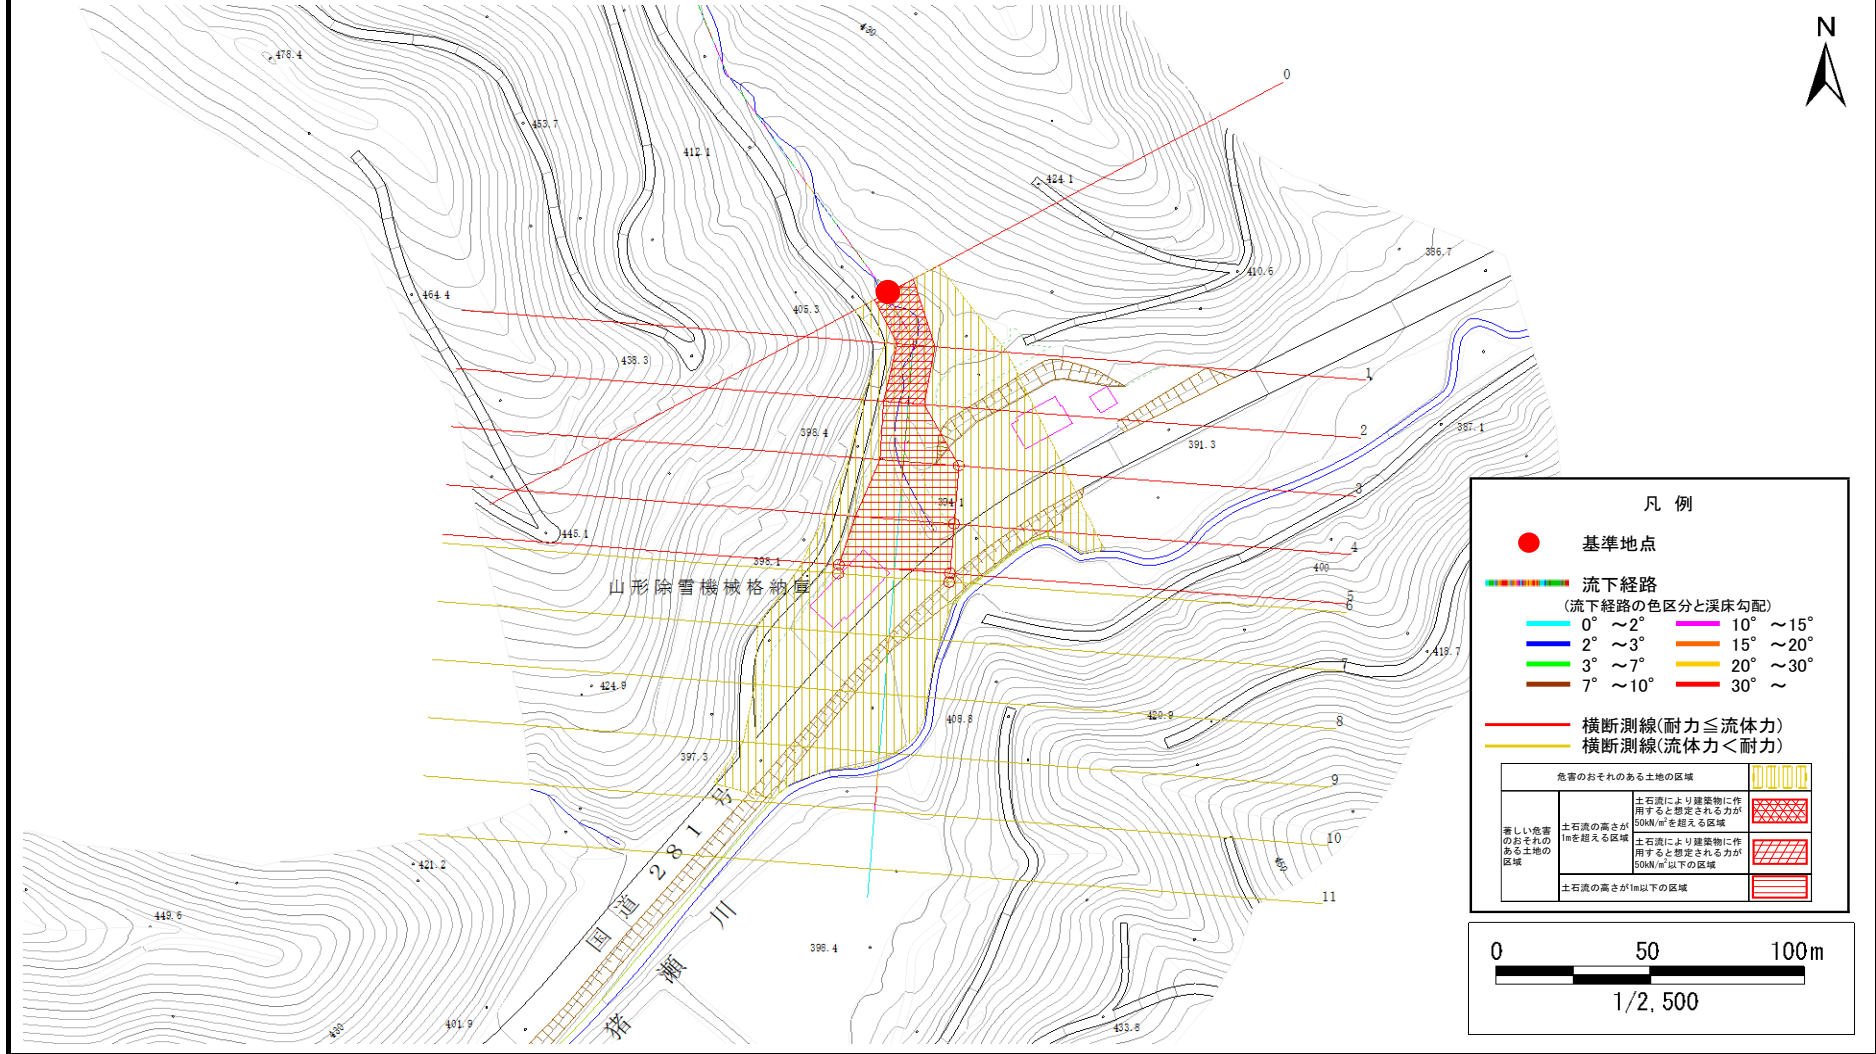 N
430
0
478.4
453.7
412.1
424.1
386.7
410.6
464.4
405.3
438.3
1
2
398.4
391.3
387.1
3
394.1
445.1
4
398.1
400
山形除雪機械格納庫
5
6
7
418.7
424.9
408.8
420.9
8
397.3
9
10
421.2
450
11
449.6
398.4
401.9
430
433.8
国道281号
猪瀬川
凡 例
基準地点
流下経路
(流下経路の色区分と渓床勾配)
0° ～2°
10° ～15°
2° ～3°
15° ～20°
3° ～7°
20° ～30°
7° ～10°
30° ～
横断測線(耐力≦流体力)
横断測線(流体力＜耐力)
危害のおそれのある土地の区域
著しい危害
のおそれの
ある土地の
区域
土石流の高さが
1mを超える区域
土石流により建築物に作
用すると想定される力が
50kN/㎡を超える区域
土石流により建築物に作
用すると想定される力が
50kN/㎡以下の区域
土石流の高さが1m以下の区域
0 50 100m
1/2,500